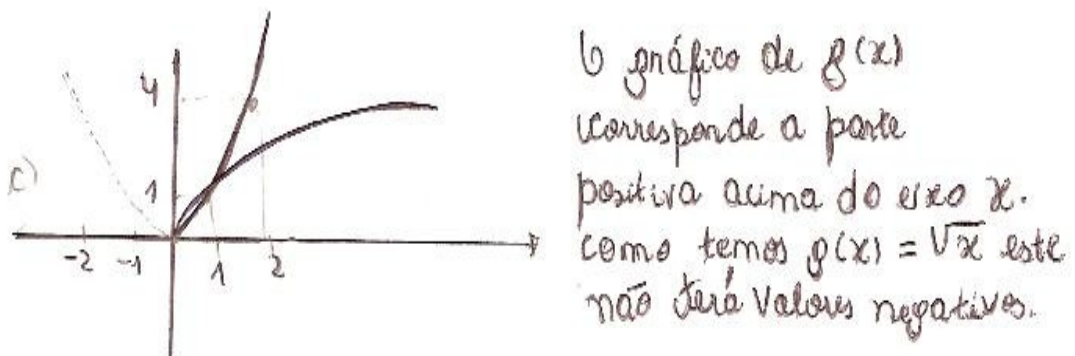 c)
4
1
-2 -1 1 2
O gráfico de g(x)
corresponde a parte
positiva acima do eixo x.
como temos g(x) = √x este
não terá valores negativos.